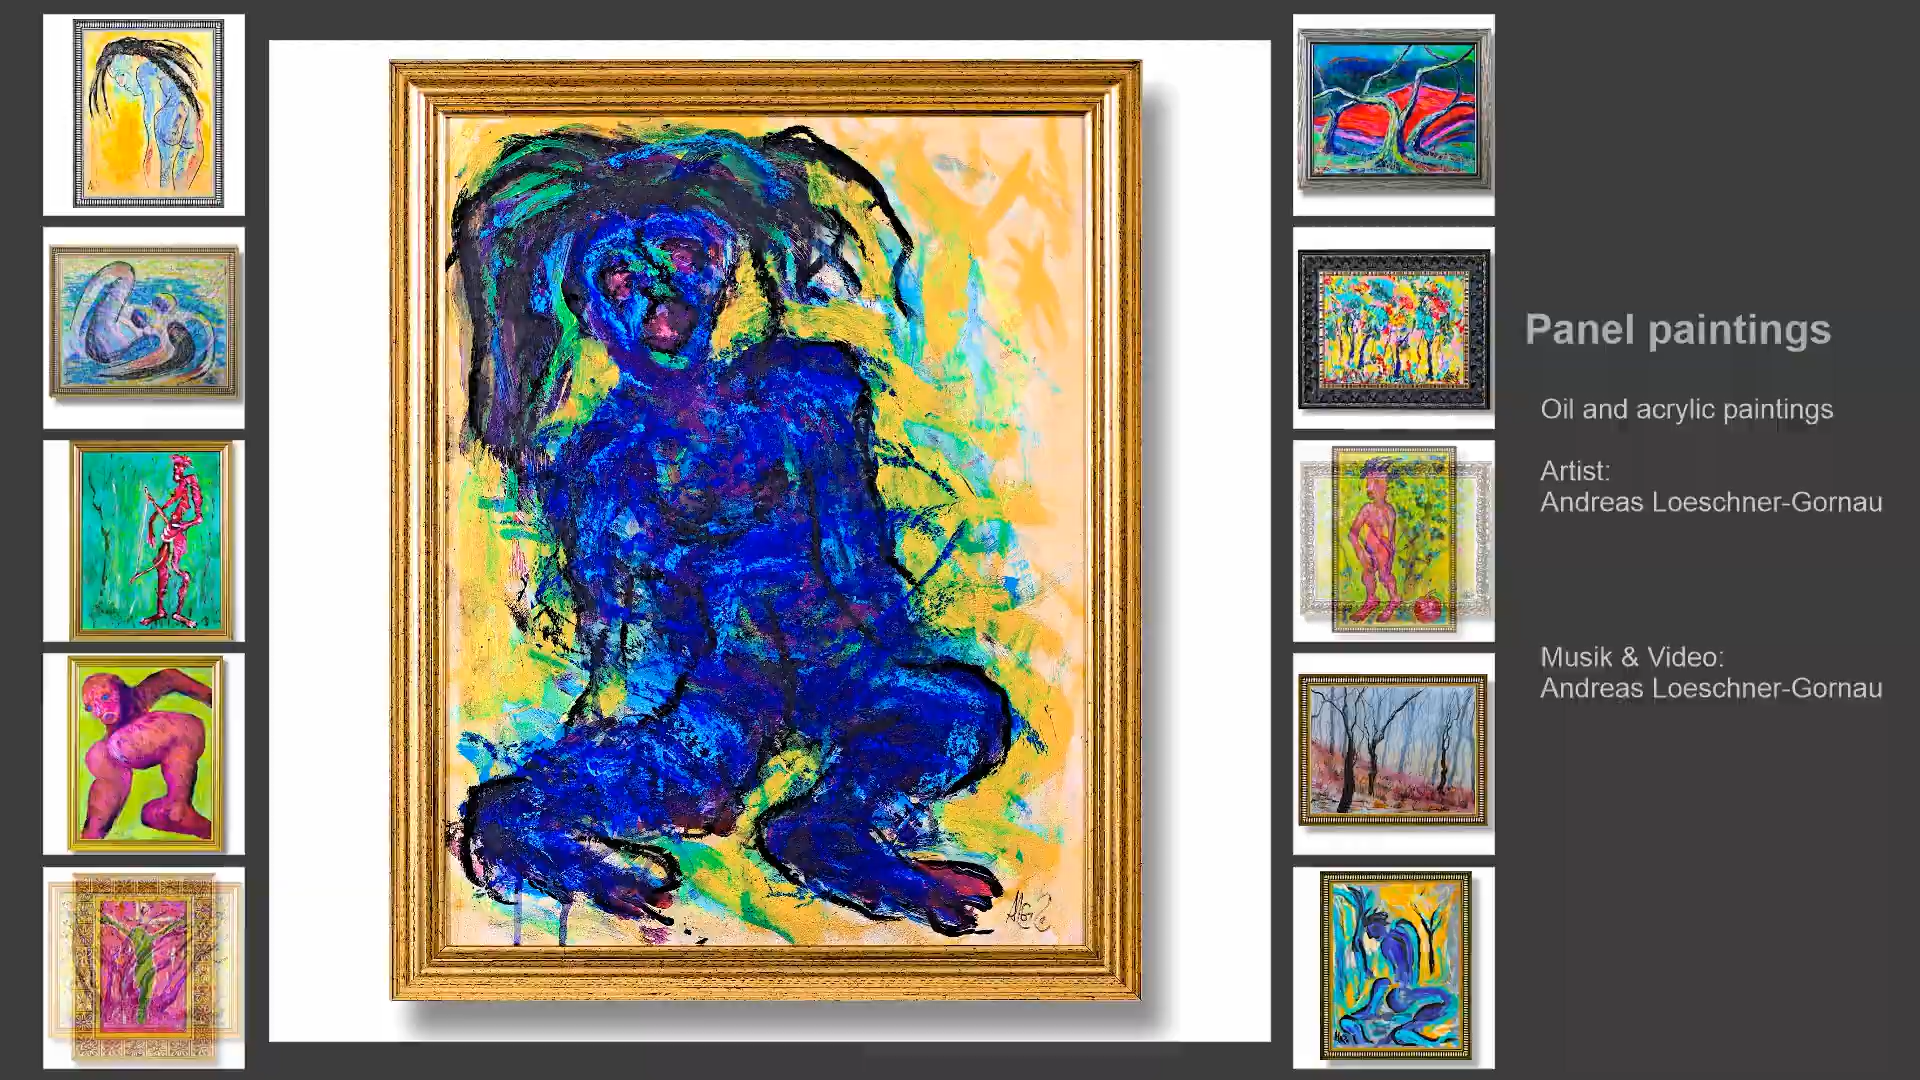 Panel paintings
Oil and acrylic paintings
Artist:
Andreas Loeschner-Gornau
Musik & Video:
Andreas Loeschner-Gornau